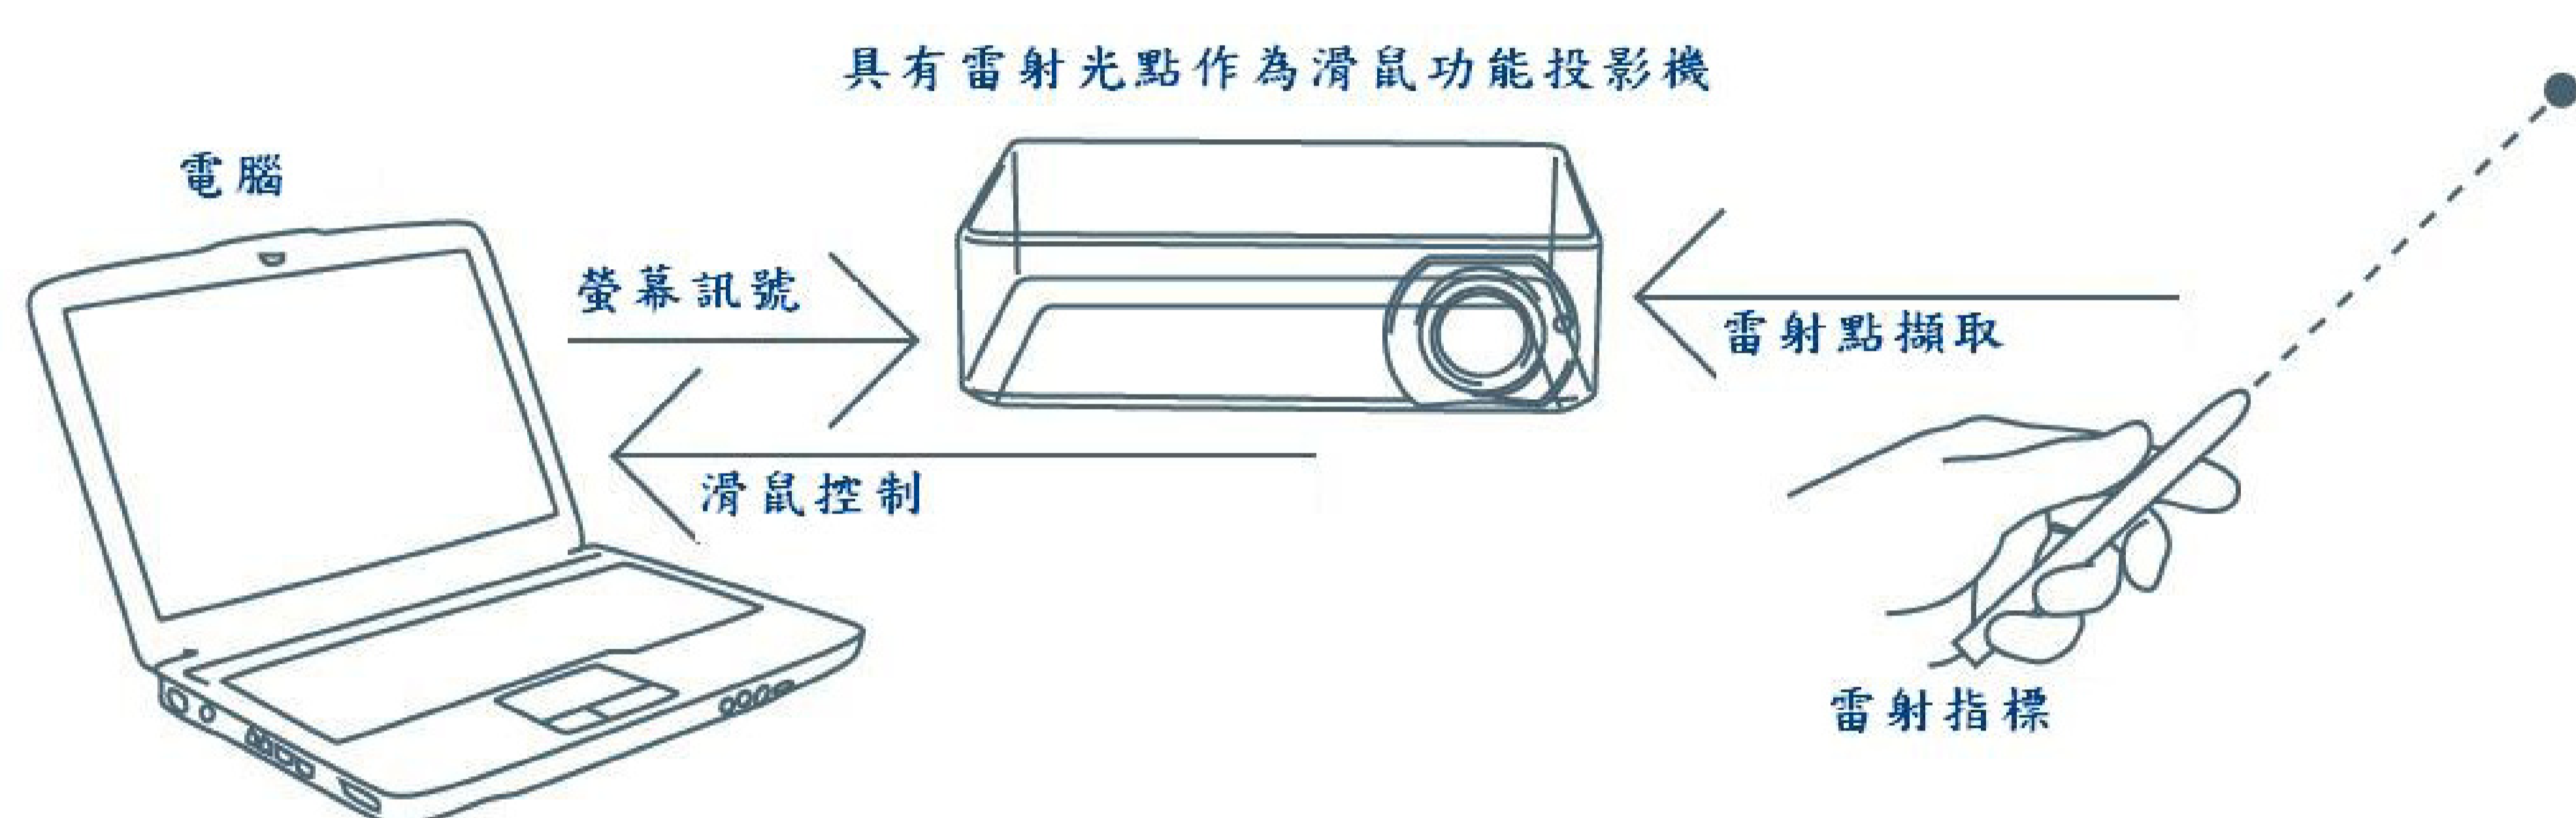 具有雷射光點作為滑鼠功能投影機
電腦
螢幕訊號
雷射點擷取
滑鼠控制
雷射指標